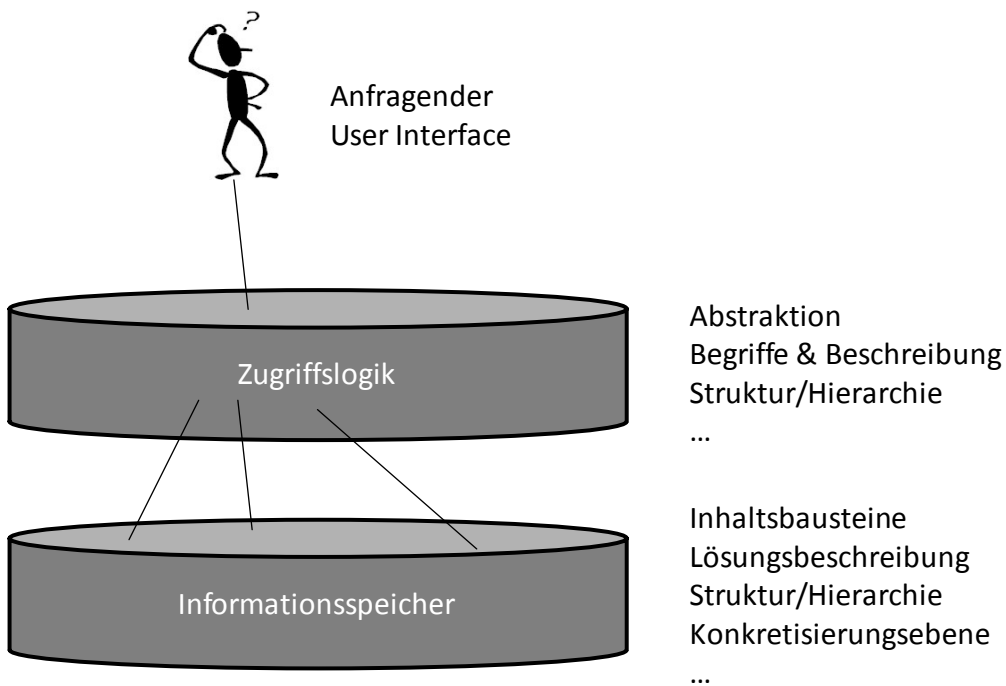 ?
Anfragender
User Interface
Zugriffslogik
Abstraktion
Begriffe & Beschreibung
Struktur/Hierarchie
...
Informationsspeicher
Inhaltsbausteine
Lösungsbeschreibung
Struktur/Hierarchie
Konkretisierungsebene
...